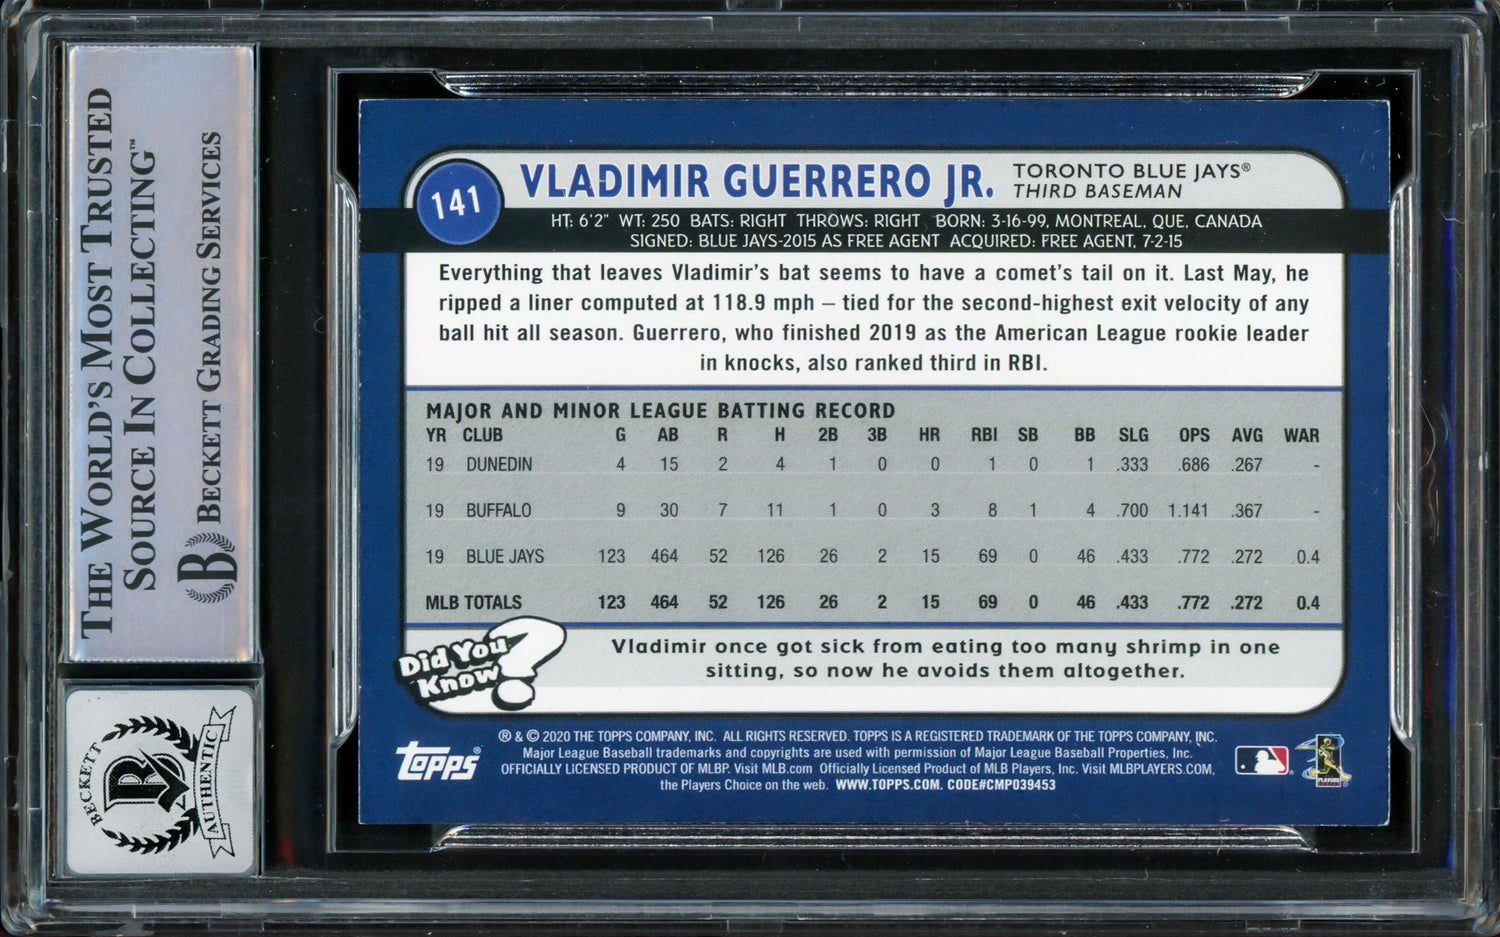 THE WORLD'S MOST TRUSTED
SOURCE IN COLLECTING™
BECKETT GRADING SERVICES
B
BECKETT
B
AUTHENTIC
141
VLADIMIR GUERRERO JR.
TORONTO BLUE JAYS®
THIRD BASEMAN
HT: 6'2" WT: 250 BATS: RIGHT THROWS: RIGHT BORN: 3-16-99, MONTREAL, QUE, CANADA
SIGNED: BLUE JAYS-2015 AS FREE AGENT ACQUIRED: FREE AGENT, 7-2-15
Everything that leaves Vladimir's bat seems to have a comet's tail on it. Last May, he
ripped a liner computed at 118.9 mph – tied for the second-highest exit velocity of any
ball hit all season. Guerrero, who finished 2019 as the American League rookie leader
in knocks, also ranked third in RBI.
MAJOR AND MINOR LEAGUE BATTING RECORD
YR CLUB G AB R H 2B 3B HR RBI SB BB SLG OPS AVG WAR
19 DUNEDIN 4 15 2 4 1 0 0 1 0 1 .333 .686 .267 -
19 BUFFALO 9 30 7 11 1 0 3 8 1 4 .700 1.141 .367 -
19 BLUE JAYS 123 464 52 126 26 2 15 69 0 46 .433 .772 .272 0.4
MLB TOTALS 123 464 52 126 26 2 15 69 0 46 .433 .772 .272 0.4
Did You
Know?
Vladimir once got sick from eating too many shrimp in one
sitting, so now he avoids them altogether.
Topps®
® & © 2020 THE TOPPS COMPANY, INC. ALL RIGHTS RESERVED. TOPPS IS A REGISTERED TRADEMARK OF THE TOPPS COMPANY, INC.
Major League Baseball trademarks and copyrights are used with permission of Major League Baseball Properties, Inc.
OFFICIALLY LICENSED PRODUCT OF MLBP. Visit MLB.com Officially Licensed Product of MLB Players, Inc. Visit MLBPLAYERS.COM,
the Players Choice on the web. WWW.TOPPS.COM. CODE#CMP039453
PLAYERS